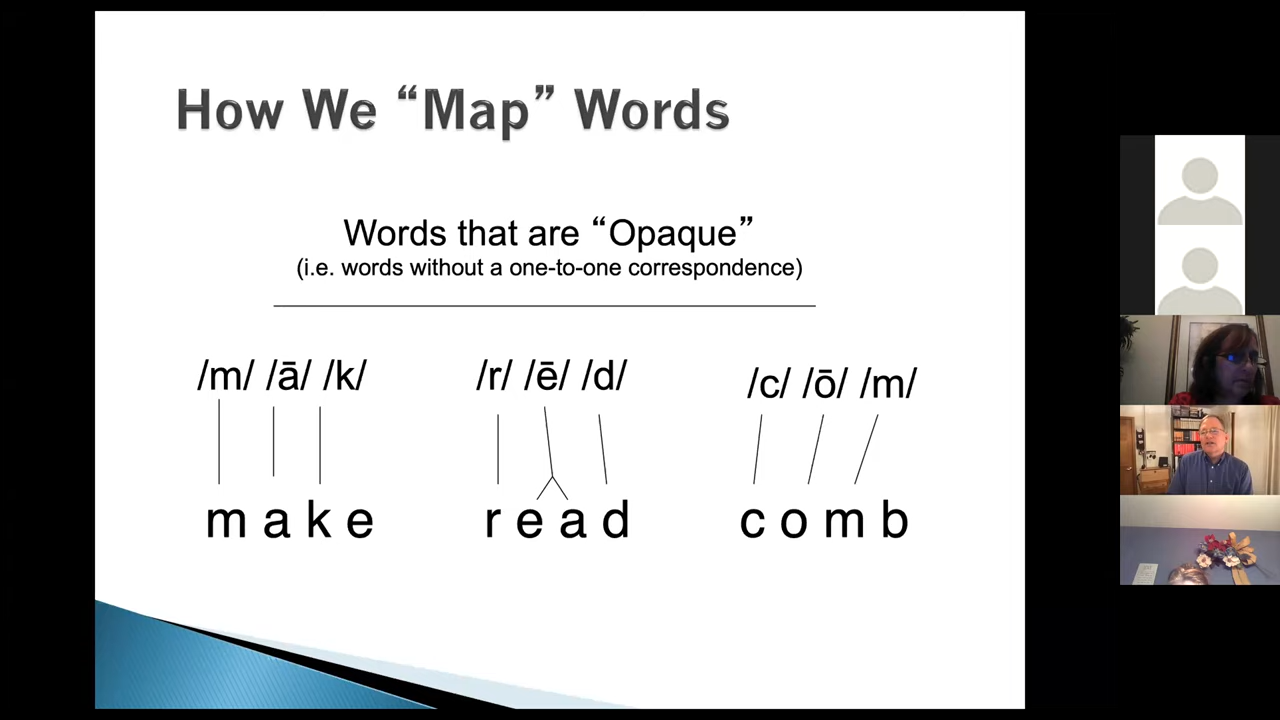 How We “Map” Words
Words that are “Opaque”
(i.e. words without a one-to-one correspondence)
/m/ /ā/ /k/ /r/ /ē/ /d/ /c/ /ō/ /m/
m a k e r e a d c o m b